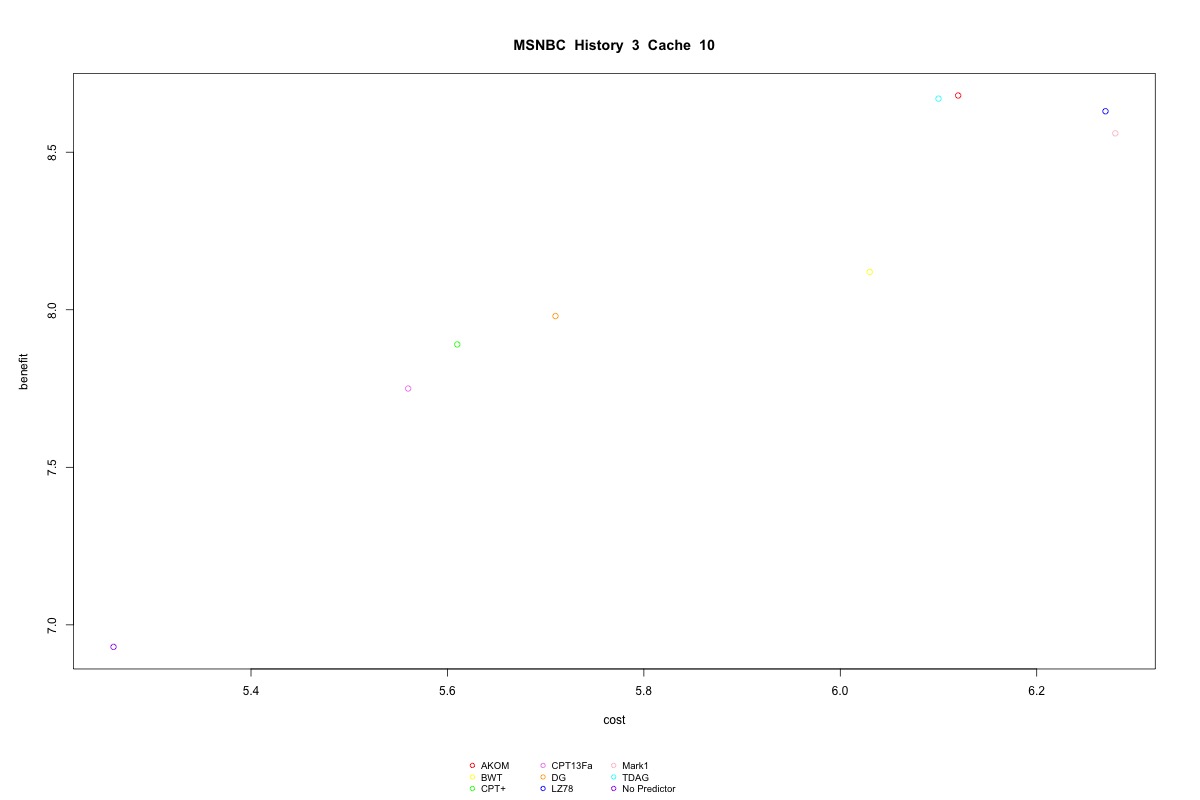 MSNBC History 3 Cache 10
8.5
8.0
7.5
7.0
benefit
5.4 5.6 5.8 6.0 6.2
cost
AKOM CPT13Fa Mark1
BWT DG TDAG
CPT+ LZ78 No Predictor